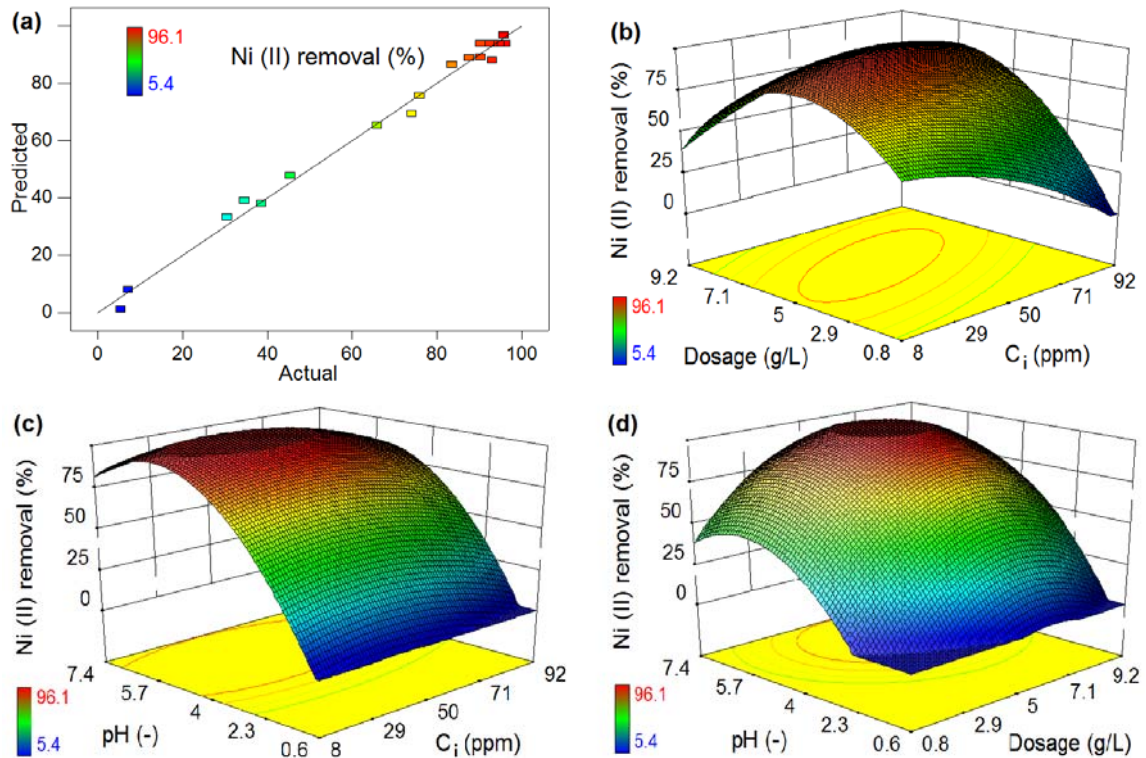 (a)
96.1
5.4
Ni (II) removal (%)
Predicted
80
60
40
20
0
0 20 40 60 80 100
Actual
(b)
Ni (II) removal (%)
75
50
25
0
9.2 7.1 5 2.9 0.8
Dosage (g/L)
8 29 50 71 92
Ci (ppm)
96.1
5.4
(c)
Ni (II) removal (%)
75
50
25
0
7.4 5.7 4 2.3 0.6
pH (-)
8 29 50 71 92
Ci (ppm)
96.1
5.4
(d)
Ni (II) removal (%)
75
50
25
0
7.4 5.7 4 2.3 0.6
pH (-)
0.8 2.9 5 7.1 9.2
Dosage (g/L)
96.1
5.4